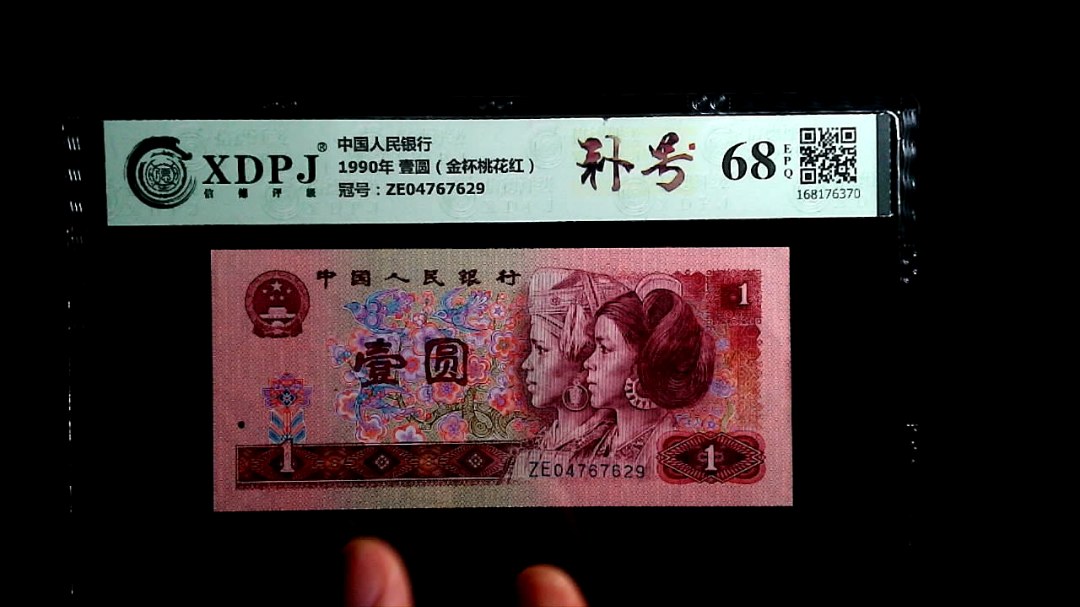 XDPJ®
信德评级
中国人民银行
1990年 壹圆（金杯桃花红）
冠号：ZE04767629
补号
68
EPQ
168176370
中国人民银行
1
壹圆
1
ZE04767629
1